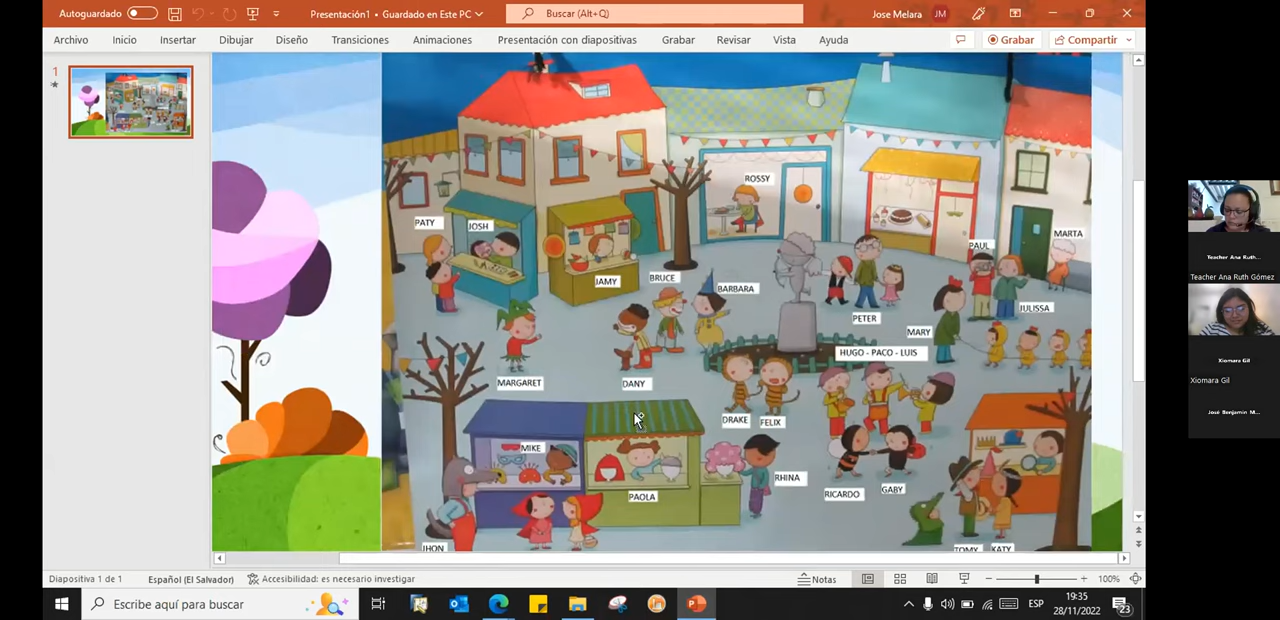 Autoguardado
Presentación1 • Guardado en Este PC
Buscar (Alt+Q)
Jose Melara
JM
Archivo Inicio Insertar Dibujar Diseño Transiciones Animaciones Presentación con diapositivas Grabar Revisar Vista Ayuda
Grabar
Compartir
1
ROSSY
PATY
JOSH
PAUL
MARTA
IAMY
BRUCE
BARBARA
PETER
JULISSA
MARY
HUGO - PACO - LUIS
MARGARET
DANY
DRAKE
FELIX
MIKE
PAOLA
RHINA
RICARDO
GABY
JHON
TOMY
KATY
Teacher Ana Ruth...
Teacher Ana Ruth Gómez
Xiomara Gil
Xiomara Gil
José Benjamin M...
Diapositiva 1 de 1
Español (El Salvador)
Accesibilidad: es necesario investigar
Notas
100%
Escribe aquí para buscar
ESP
19:35
28/11/2022
23